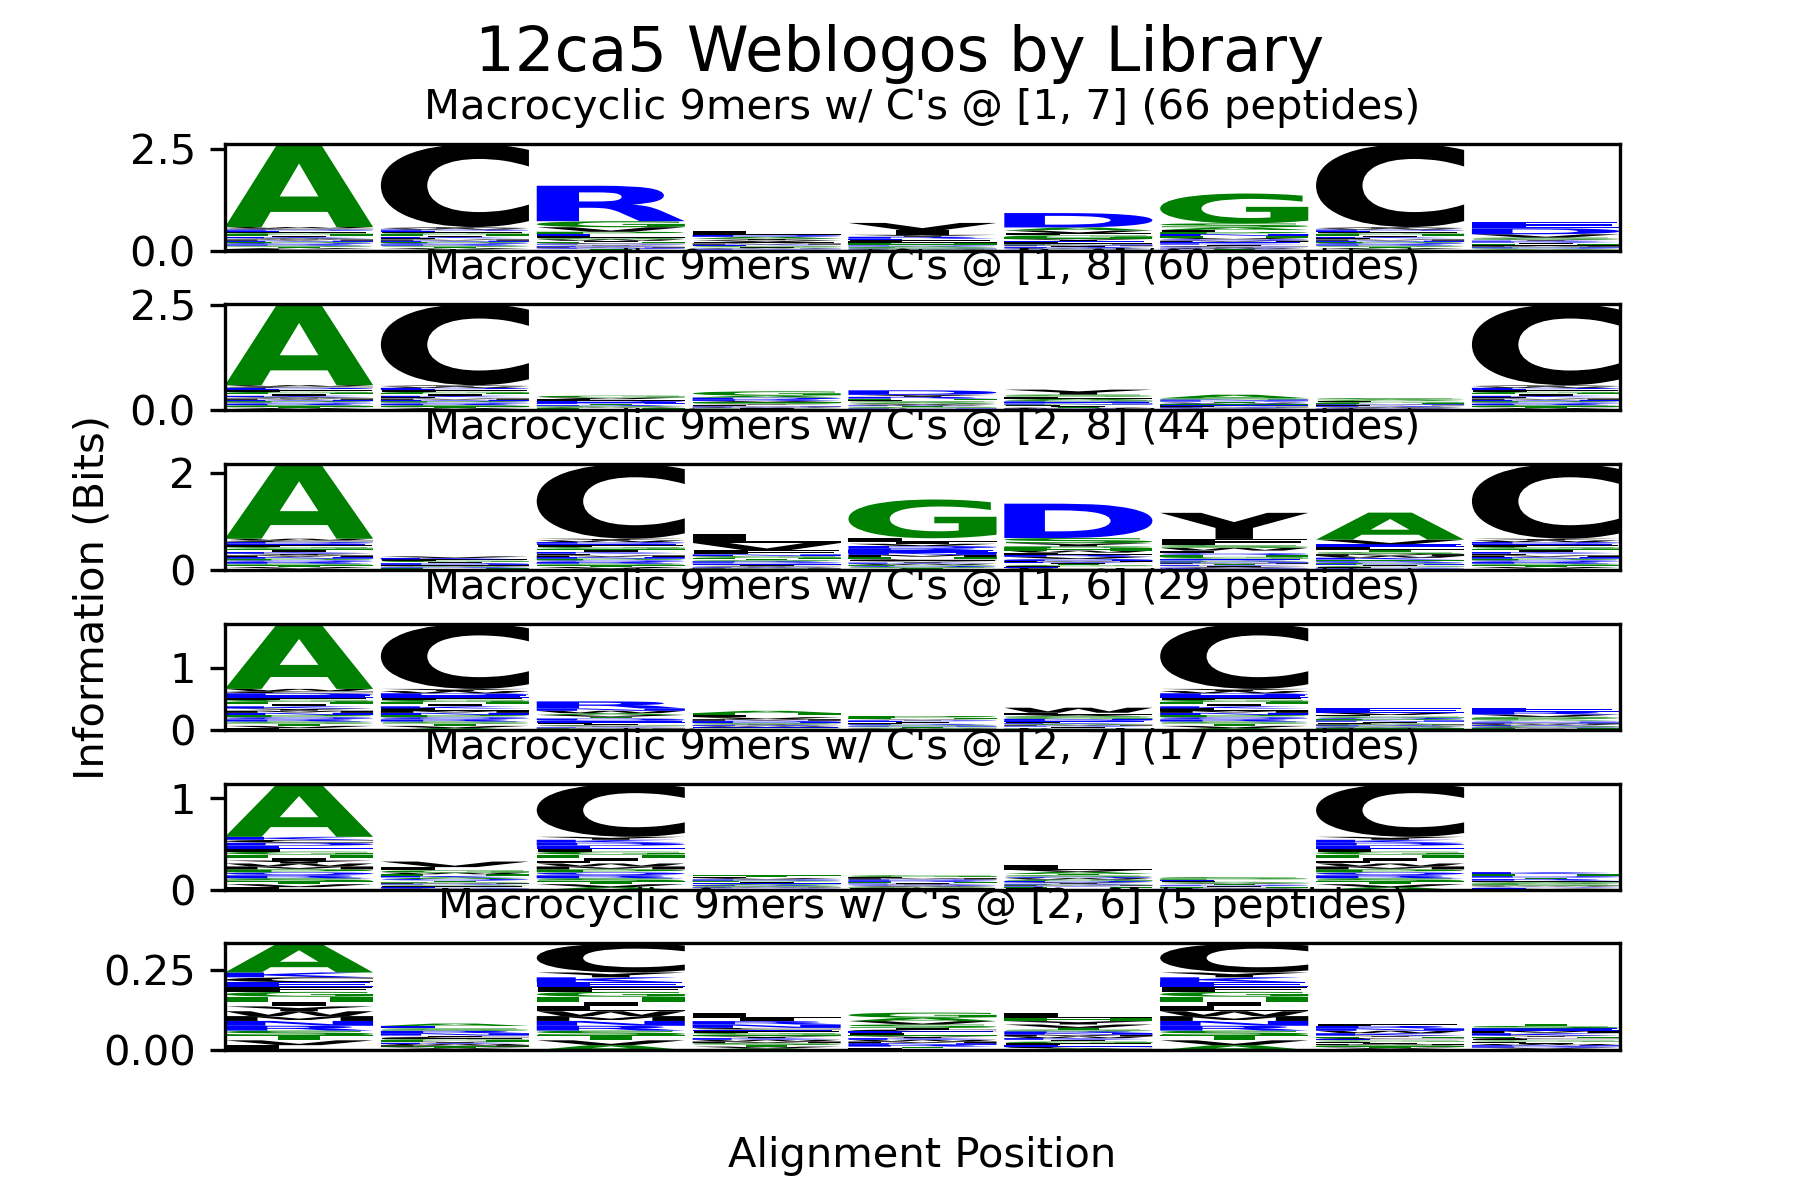 12ca5 Weblogos by Library
Macrocyclic 9mers w/ C's @ [1, 7] (66 peptides)
2.5
A C R Y D G C
0.0
Macrocyclic 9mers w/ C's @ [1, 8] (60 peptides)
2.5
A C C
0.0
Macrocyclic 9mers w/ C's @ [2, 8] (44 peptides)
2
A C G D Y A C
0
Macrocyclic 9mers w/ C's @ [1, 6] (29 peptides)
1
A C C
0
Macrocyclic 9mers w/ C's @ [2, 7] (17 peptides)
1
A C C
0
Macrocyclic 9mers w/ C's @ [2, 6] (5 peptides)
0.25
A C C
0.00
Information (Bits)
Alignment Position